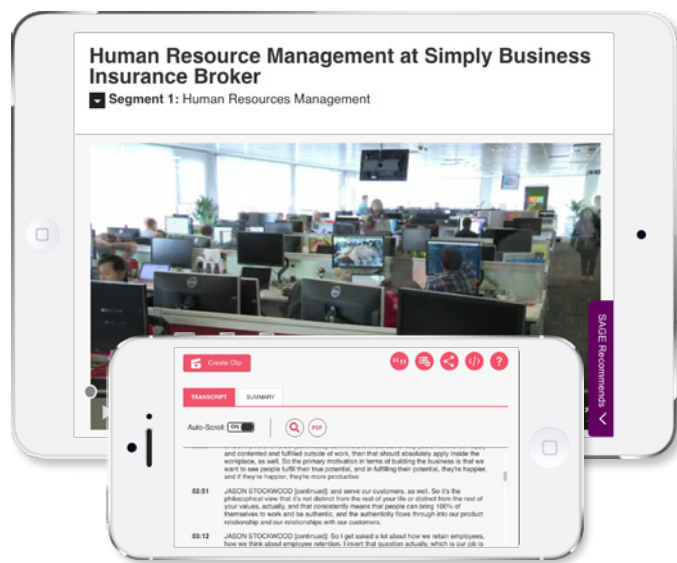 Human Resource Management at Simply Business
Insurance Broker
Segment 1: Human Resources Management
SAGE Recommends
Create Clip
TRANSCRIPT SUMMARY
Auto-Scroll: ON
PDF
and contented and fulfilled outside of work, then that should absolutely apply inside the
workplace, as well. So the primary motivation in terms of building the business is that we
want to see people fulfill their true potential, and in fulfilling their potential, they're happier,
and if they're happier, they're more productive
02:51 JASON STOCKWOOD [continued]: and serve our customers, as well. So it's the
philosophical view that it's not distinct from the rest of your life or distinct from the rest of
your values, actually, and that consistently means that people can bring 100% of
themselves to work and be authentic, and the authenticity flows through into our product
relationship and our relationships with our customers.
03:12 JASON STOCKWOOD [continued]: So I get asked a lot about how we retain employees,
how we think about employee retention. I invert that question actually, which is our job is